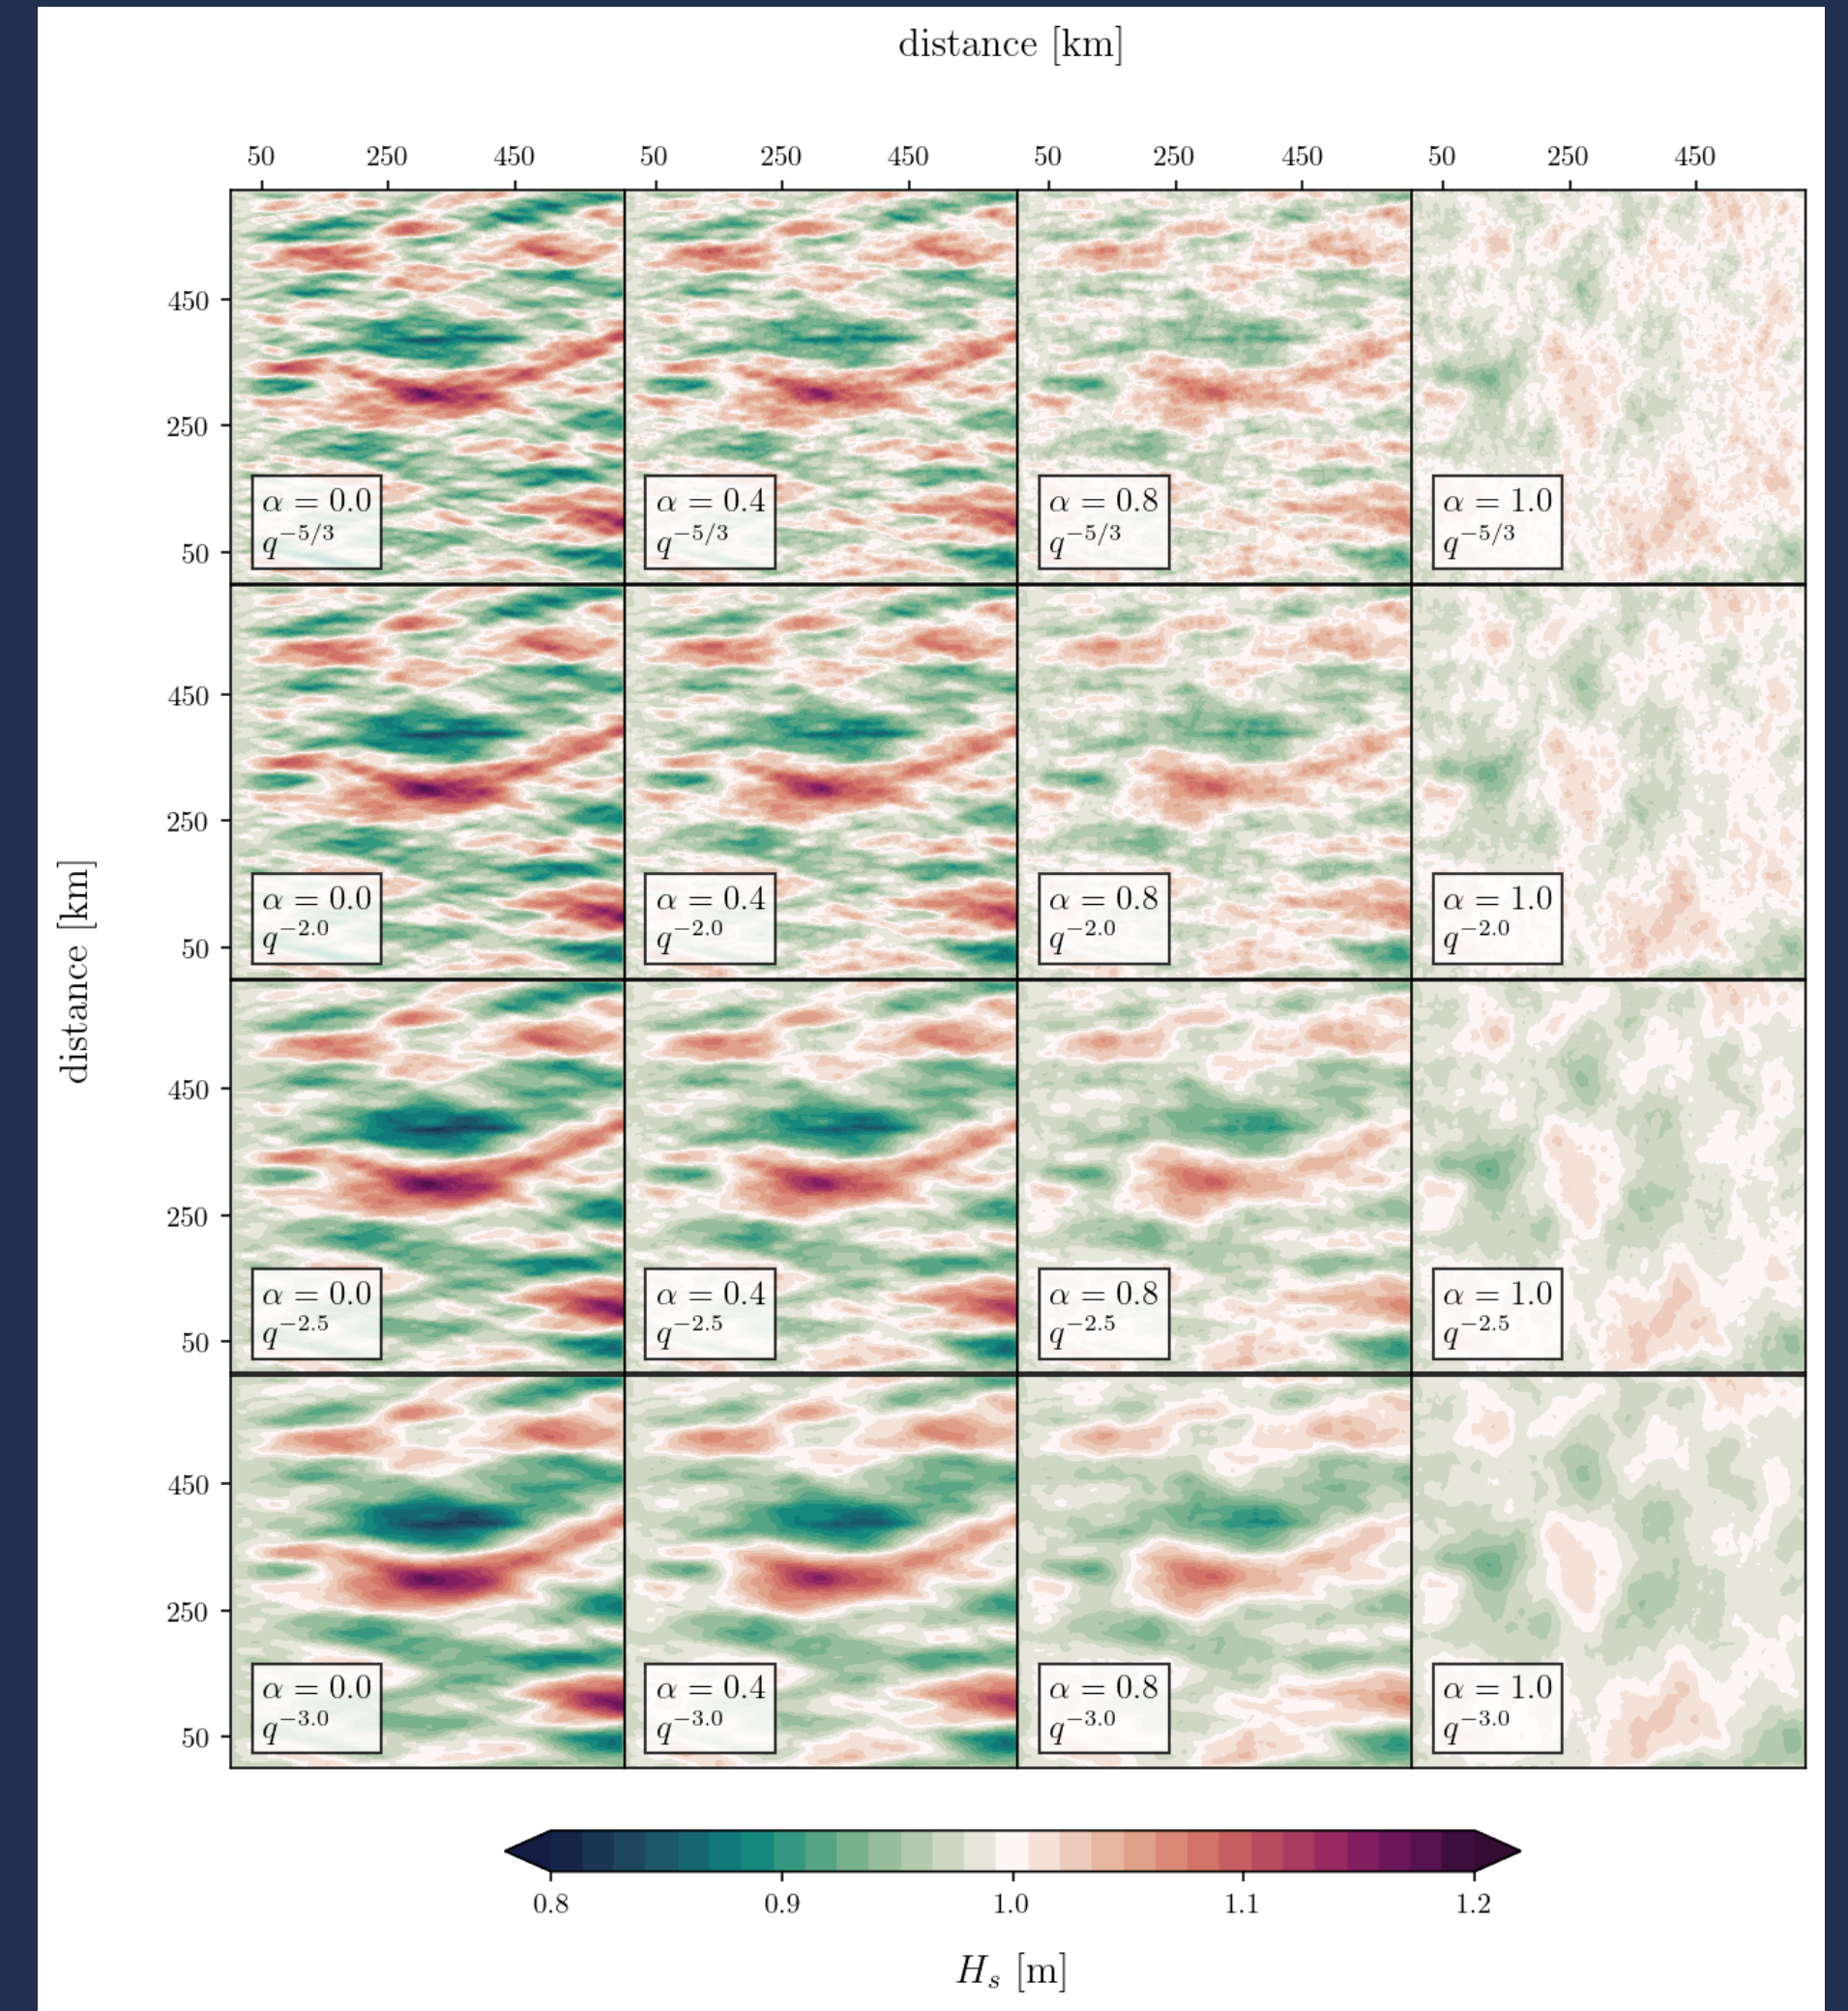 distance [km]
50 250 450 50 250 450 50 250 450 50 250 450
450
250
50
α = 0.0
q^{-5/3}
α = 0.4
q^{-5/3}
α = 0.8
q^{-5/3}
α = 1.0
q^{-5/3}
distance [km]
450
250
50
α = 0.0
q^{-2.0}
α = 0.4
q^{-2.0}
α = 0.8
q^{-2.0}
α = 1.0
q^{-2.0}
450
250
50
α = 0.0
q^{-2.5}
α = 0.4
q^{-2.5}
α = 0.8
q^{-2.5}
α = 1.0
q^{-2.5}
450
250
50
α = 0.0
q^{-3.0}
α = 0.4
q^{-3.0}
α = 0.8
q^{-3.0}
α = 1.0
q^{-3.0}
0.8 0.9 1.0 1.1 1.2
H_s [m]